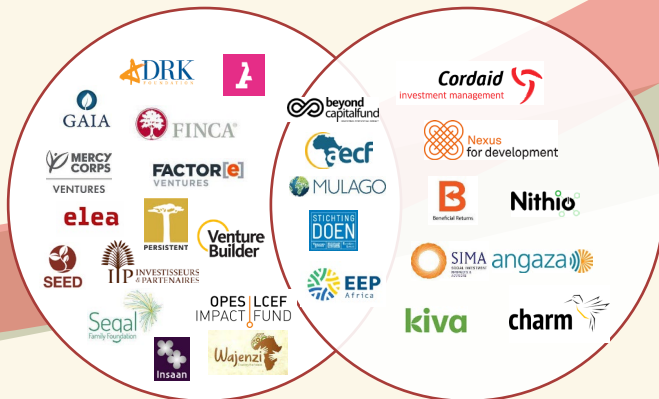 DRK
FOUNDATION
GAIA
FINCA®
MERCY
CORPS
VENTURES
FACTOR[e]
VENTURES
elea
PERSISTENT
Venture
Builder
SEED
I&P INVESTISSEURS
& PARTENAIRES
OPES LCEF
IMPACT FUND
Segal
Family Foundation
Insaan
Wajenzi
beyond
capitalfund
aecf
MULAGO
STICHTING
DOEN
EEP
Africa
Cordaid
investment management
Nexus
for development
Beneficial Returns
Nithio
SIMA
angaza
kiva
charm